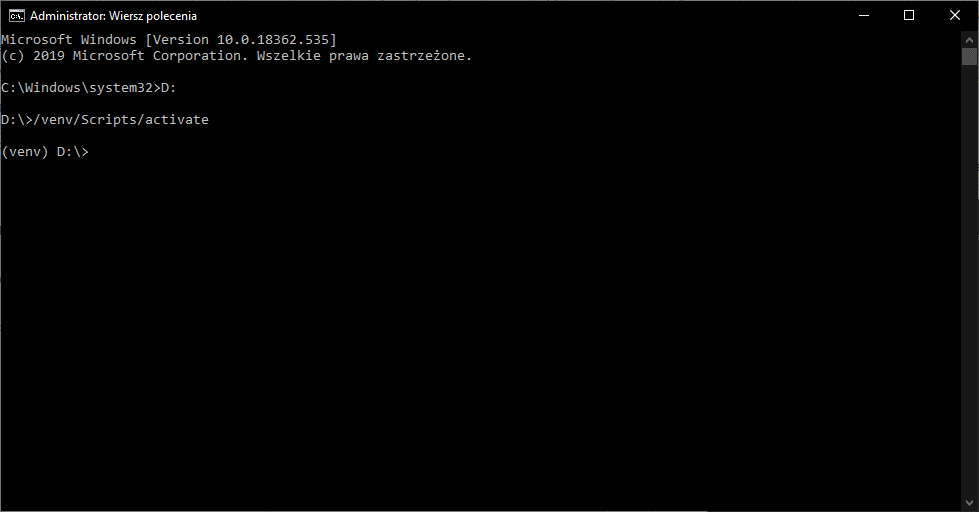 Administrator: Wiersz polecenia
Microsoft Windows [Version 10.0.18362.535]
(c) 2019 Microsoft Corporation. Wszelkie prawa zastrzeżone.
C:\Windows\system32>D:
D:\>/venv/Scripts/activate
(venv) D:\>